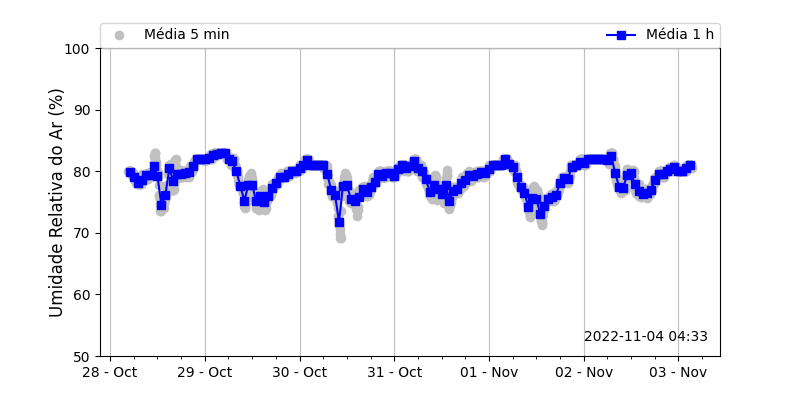 Média 5 min
Média 1 h
Umidade Relativa do Ar (%)
100
90
80
70
60
50
2022-11-04 04:33
28 - Oct
29 - Oct
30 - Oct
31 - Oct
01 - Nov
02 - Nov
03 - Nov